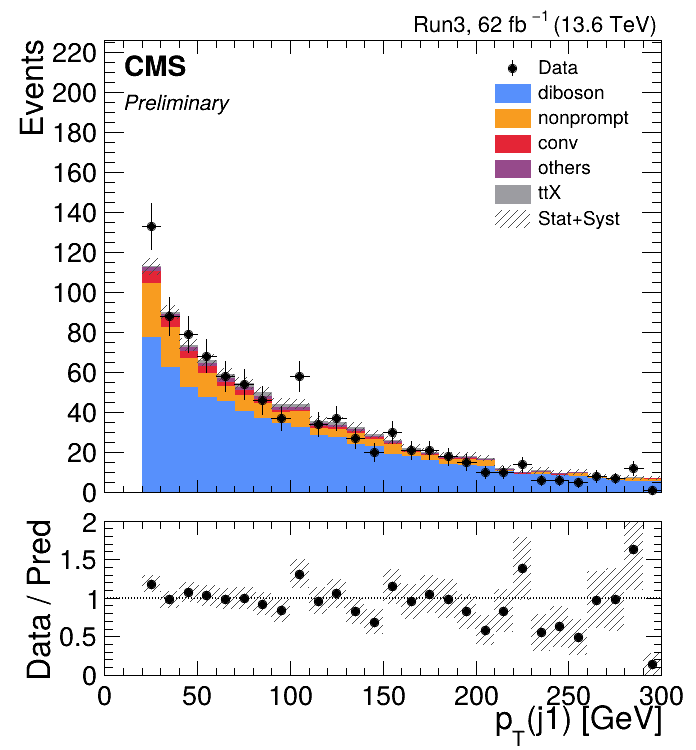 Run3, 62 fb⁻¹ (13.6 TeV)
Events
220
200
180
160
140
120
100
80
60
40
20
0
CMS
Preliminary
Data
diboson
nonprompt
conv
others
ttX
Stat+Syst
Data / Pred
2
1.5
1
0.5
0
0 50 100 150 200 250 300
p_T(j1) [GeV]